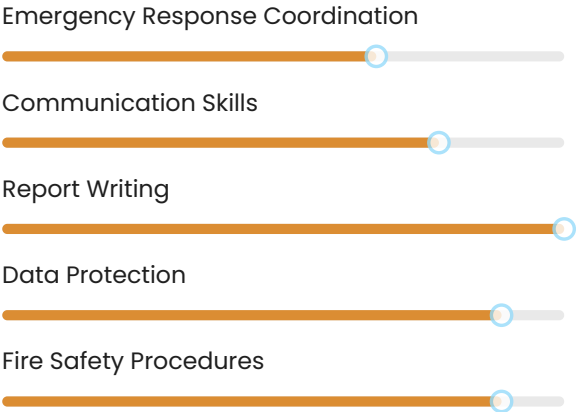 Emergency Response Coordination
Communication Skills
Report Writing
Data Protection
Fire Safety Procedures